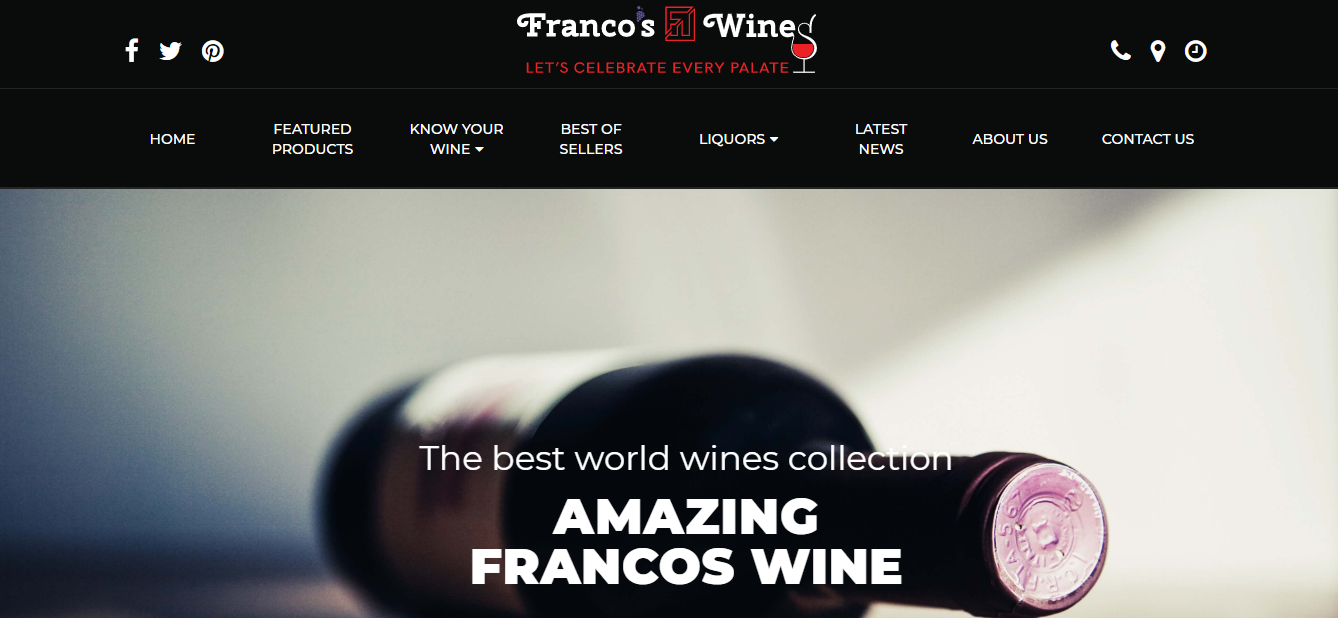 Franco's Wines
LET'S CELEBRATE EVERY PALATE
HOME
FEATURED
PRODUCTS
KNOW YOUR
WINE
BEST OF
SELLERS
LIQUORS
LATEST
NEWS
ABOUT US
CONTACT US
The best world wines collection
AMAZING
FRANCOS WINE